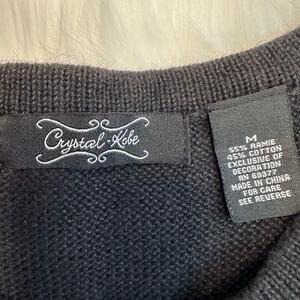 Crystal-Kobe
M
55% RAMIE
45% COTTON
EXCLUSIVE OF
DECORATION
RN 69377
MADE IN CHINA
FOR CARE
SEE REVERSE